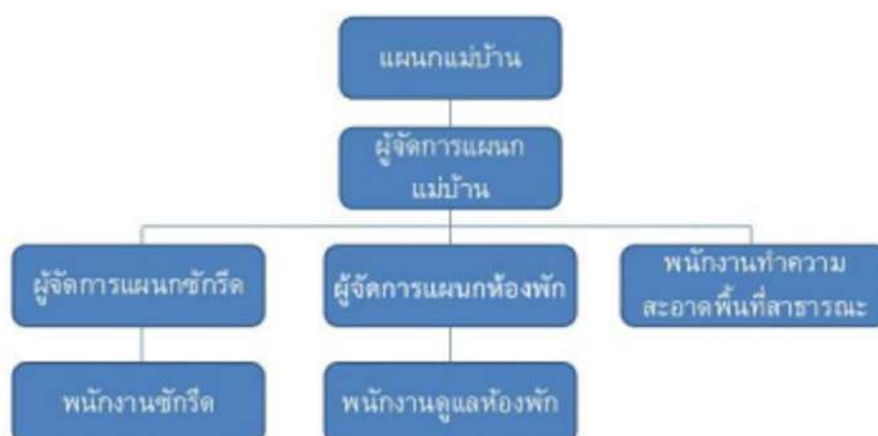 แผนกแม่บ้าน
ผู้จัดการแผนก
แม่บ้าน
ผู้จัดการแผนกซักรีด
ผู้จัดการแผนกห้องพัก
พนักงานทำความ
สะอาดพื้นที่สาธารณะ
พนักงานซักรีด
พนักงานดูแลห้องพัก